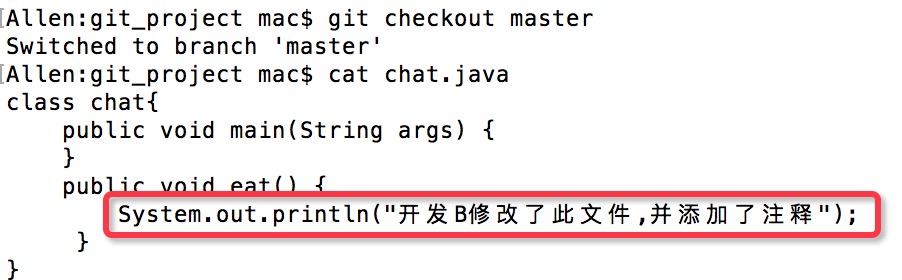 [Allen:git_project mac$ git checkout master
Switched to branch 'master'
[Allen:git_project mac$ cat chat.java
class chat{
    public void main(String args) {
    }
    public void eat() {
        System.out.println("开发B修改了此文件,并添加了注释");
     }
}